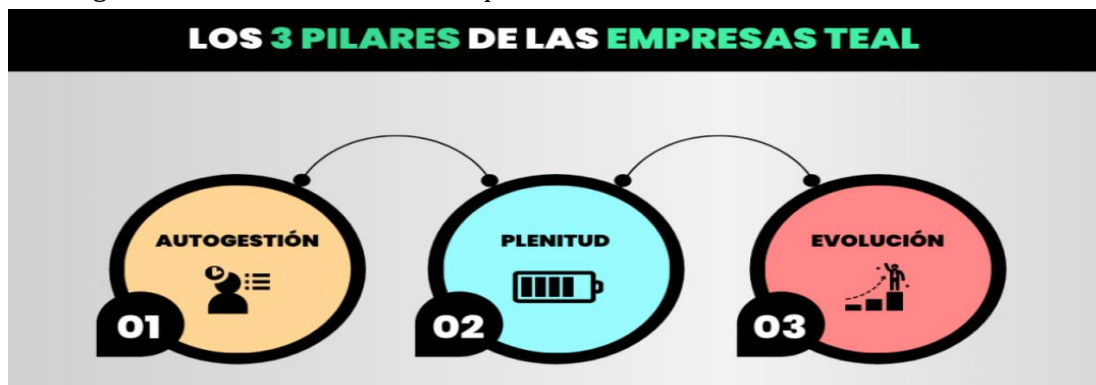 LOS 3 PILARES DE LAS EMPRESAS TEAL
AUTOGESTIÓN
01
PLENITUD
02
EVOLUCIÓN
03